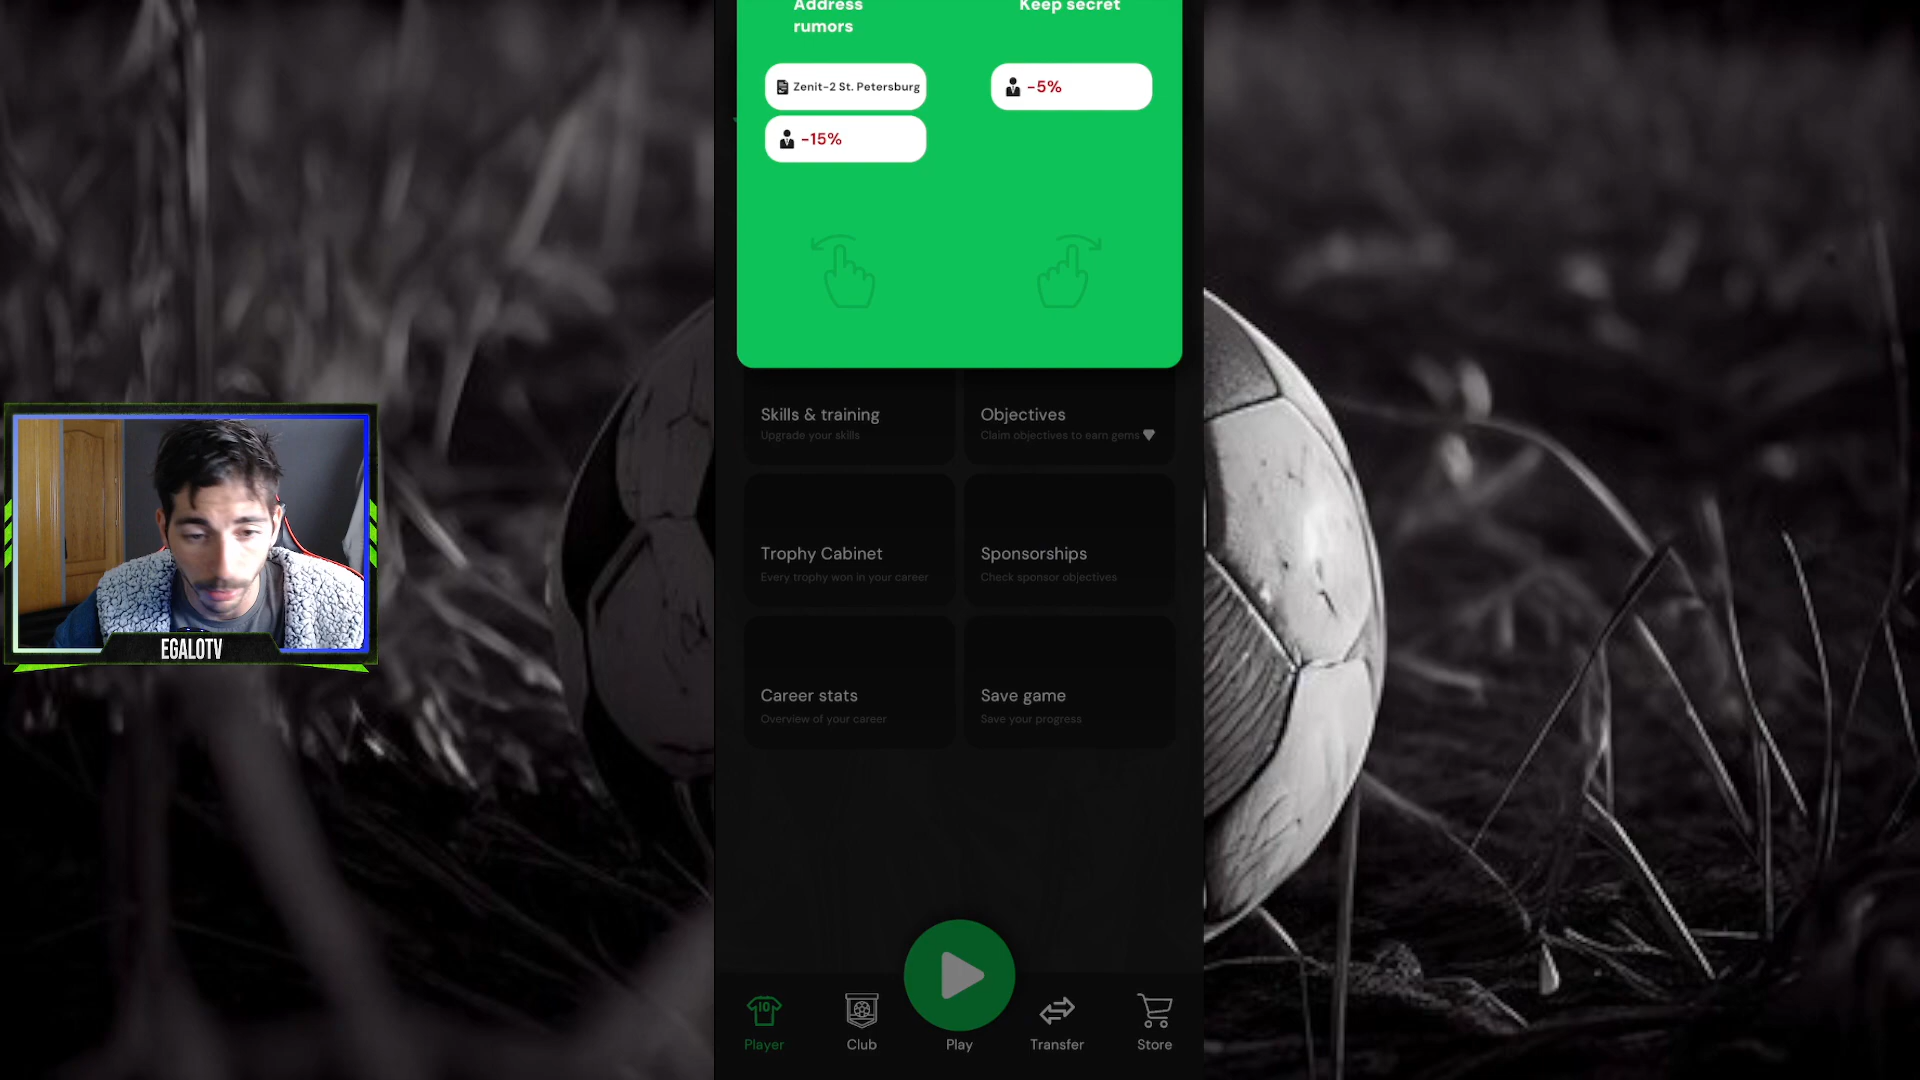 Address
rumors
Keep secret
Zenit-2 St. Petersburg
-15%
-5%
Skills & training
Upgrade your skills
Objectives
Claim objectives to earn gems
Trophy Cabinet
Every trophy won in your career
Sponsorships
Check sponsor objectives
Career stats
Overview of your career
Save game
Save your progress
10
Player
Club
Play
Transfer
Store
EGALOTV